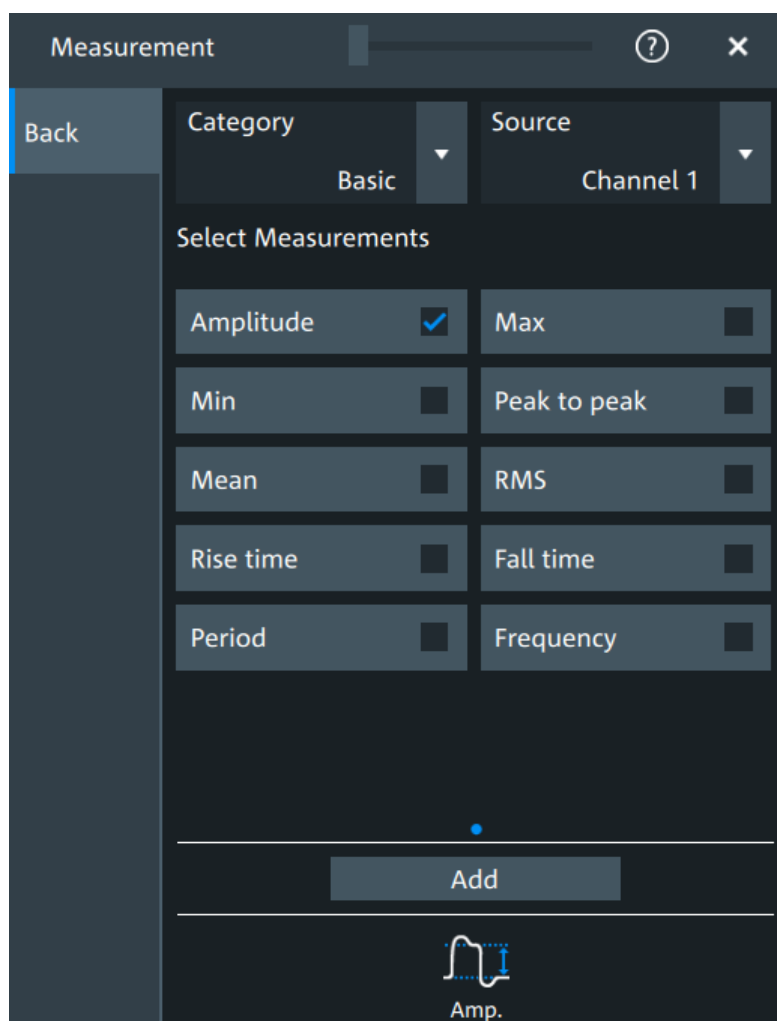 Measurement ?
Back
Category Source
Basic Channel 1
Select Measurements
Amplitude Max
Min Peak to peak
Mean RMS
Rise time Fall time
Period Frequency
Add
Amp.